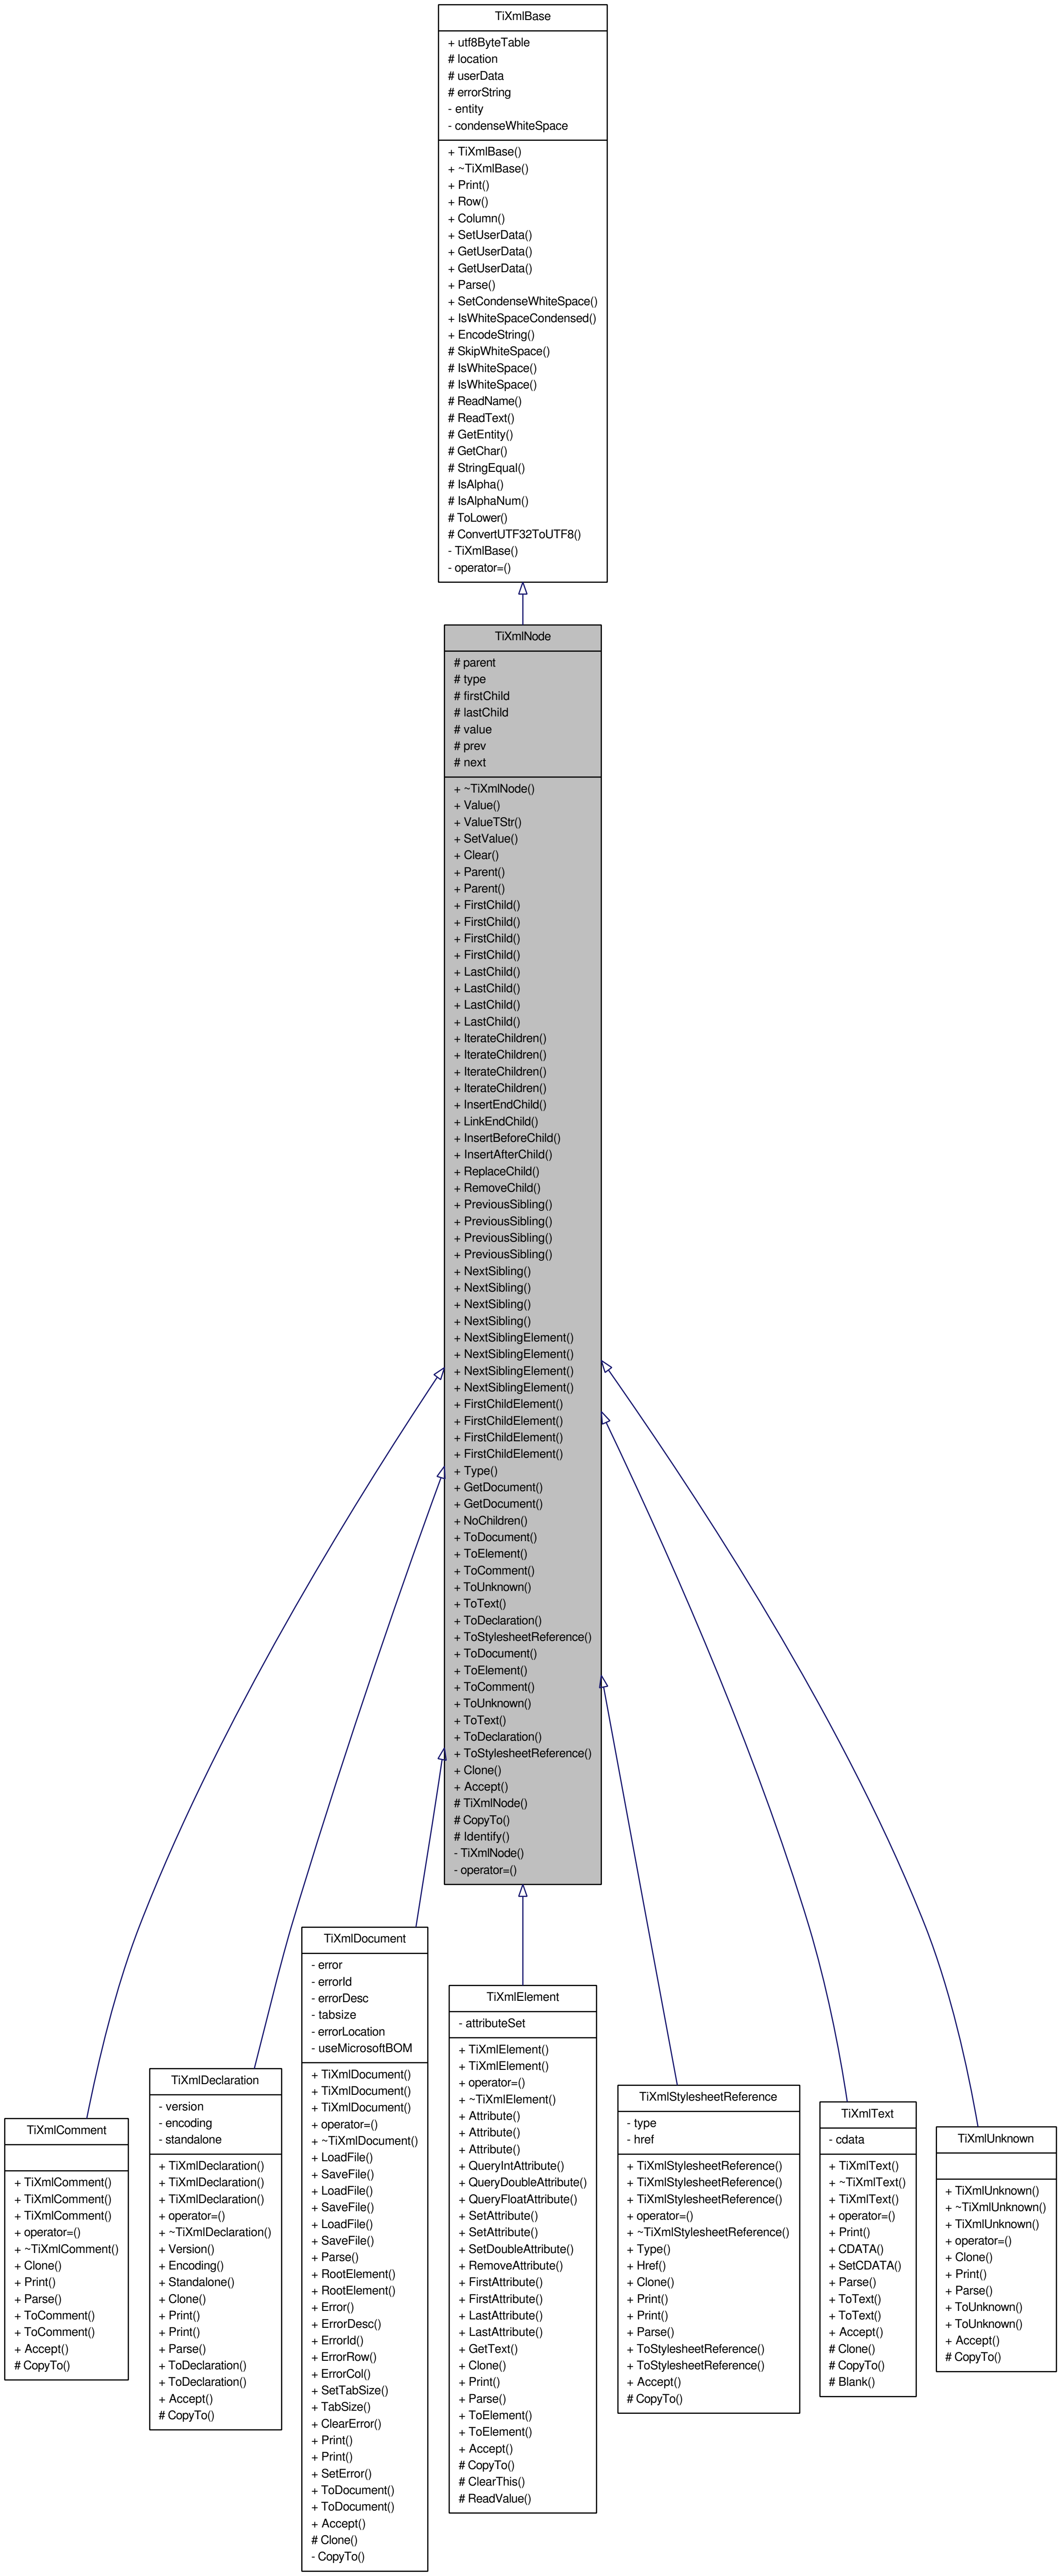 TiXmlBase
+ utf8ByteTable
# location
# userData
# errorString
- entity
- condenseWhiteSpace
+ TiXmlBase()
+ ~TiXmlBase()
+ Print()
+ Row()
+ Column()
+ SetUserData()
+ GetUserData()
+ GetUserData()
+ Parse()
+ SetCondenseWhiteSpace()
+ IsWhiteSpaceCondensed()
+ EncodeString()
# SkipWhiteSpace()
# IsWhiteSpace()
# IsWhiteSpace()
# ReadName()
# ReadText()
# GetEntity()
# GetChar()
# StringEqual()
# IsAlpha()
# IsAlphaNum()
# ToLower()
# ConvertUTF32ToUTF8()
- TiXmlBase()
- operator=()
TiXmlNode
# parent
# type
# firstChild
# lastChild
# value
# prev
# next
+ ~TiXmlNode()
+ Value()
+ ValueTStr()
+ SetValue()
+ Clear()
+ Parent()
+ Parent()
+ FirstChild()
+ FirstChild()
+ FirstChild()
+ FirstChild()
+ LastChild()
+ LastChild()
+ LastChild()
+ LastChild()
+ IterateChildren()
+ IterateChildren()
+ IterateChildren()
+ IterateChildren()
+ InsertEndChild()
+ LinkEndChild()
+ InsertBeforeChild()
+ InsertAfterChild()
+ ReplaceChild()
+ RemoveChild()
+ PreviousSibling()
+ PreviousSibling()
+ PreviousSibling()
+ PreviousSibling()
+ NextSibling()
+ NextSibling()
+ NextSibling()
+ NextSibling()
+ NextSiblingElement()
+ NextSiblingElement()
+ NextSiblingElement()
+ NextSiblingElement()
+ FirstChildElement()
+ FirstChildElement()
+ FirstChildElement()
+ FirstChildElement()
+ Type()
+ GetDocument()
+ GetDocument()
+ NoChildren()
+ ToDocument()
+ ToElement()
+ ToComment()
+ ToUnknown()
+ ToText()
+ ToDeclaration()
+ ToStylesheetReference()
+ ToDocument()
+ ToElement()
+ ToComment()
+ ToUnknown()
+ ToText()
+ ToDeclaration()
+ ToStylesheetReference()
+ Clone()
+ Accept()
# TiXmlNode()
# CopyTo()
# Identify()
- TiXmlNode()
- operator=()
TiXmlComment
+ TiXmlComment()
+ TiXmlComment()
+ TiXmlComment()
+ operator=()
+ ~TiXmlComment()
+ Clone()
+ Print()
+ Parse()
+ ToComment()
+ ToComment()
+ Accept()
# CopyTo()
TiXmlDeclaration
- version
- encoding
- standalone
+ TiXmlDeclaration()
+ TiXmlDeclaration()
+ TiXmlDeclaration()
+ operator=()
+ ~TiXmlDeclaration()
+ Version()
+ Encoding()
+ Standalone()
+ Clone()
+ Print()
+ Print()
+ Parse()
+ ToDeclaration()
+ ToDeclaration()
+ Accept()
# CopyTo()
TiXmlDocument
- error
- errorId
- errorDesc
- tabsize
- errorLocation
- useMicrosoftBOM
+ TiXmlDocument()
+ TiXmlDocument()
+ TiXmlDocument()
+ operator=()
+ ~TiXmlDocument()
+ LoadFile()
+ SaveFile()
+ LoadFile()
+ SaveFile()
+ LoadFile()
+ SaveFile()
+ Parse()
+ RootElement()
+ RootElement()
+ Error()
+ ErrorDesc()
+ ErrorId()
+ ErrorRow()
+ ErrorCol()
+ SetTabSize()
+ TabSize()
+ ClearError()
+ Print()
+ Print()
+ SetError()
+ ToDocument()
+ ToDocument()
+ Accept()
# Clone()
- CopyTo()
TiXmlElement
- attributeSet
+ TiXmlElement()
+ TiXmlElement()
+ operator=()
+ ~TiXmlElement()
+ Attribute()
+ Attribute()
+ Attribute()
+ QueryIntAttribute()
+ QueryDoubleAttribute()
+ QueryFloatAttribute()
+ SetAttribute()
+ SetAttribute()
+ SetDoubleAttribute()
+ RemoveAttribute()
+ FirstAttribute()
+ FirstAttribute()
+ LastAttribute()
+ LastAttribute()
+ GetText()
+ Clone()
+ Print()
+ Parse()
+ ToElement()
+ ToElement()
+ Accept()
# CopyTo()
# ClearThis()
# ReadValue()
TiXmlStylesheetReference
- type
- href
+ TiXmlStylesheetReference()
+ TiXmlStylesheetReference()
+ TiXmlStylesheetReference()
+ operator=()
+ ~TiXmlStylesheetReference()
+ Type()
+ Href()
+ Clone()
+ Print()
+ Print()
+ Parse()
+ ToStylesheetReference()
+ ToStylesheetReference()
+ Accept()
# CopyTo()
TiXmlText
- cdata
+ TiXmlText()
+ ~TiXmlText()
+ TiXmlText()
+ operator=()
+ Print()
+ CDATA()
+ SetCDATA()
+ Parse()
+ ToText()
+ ToText()
+ Accept()
# Clone()
# CopyTo()
# Blank()
TiXmlUnknown
+ TiXmlUnknown()
+ ~TiXmlUnknown()
+ TiXmlUnknown()
+ operator=()
+ Clone()
+ Print()
+ Parse()
+ ToUnknown()
+ ToUnknown()
+ Accept()
# CopyTo()